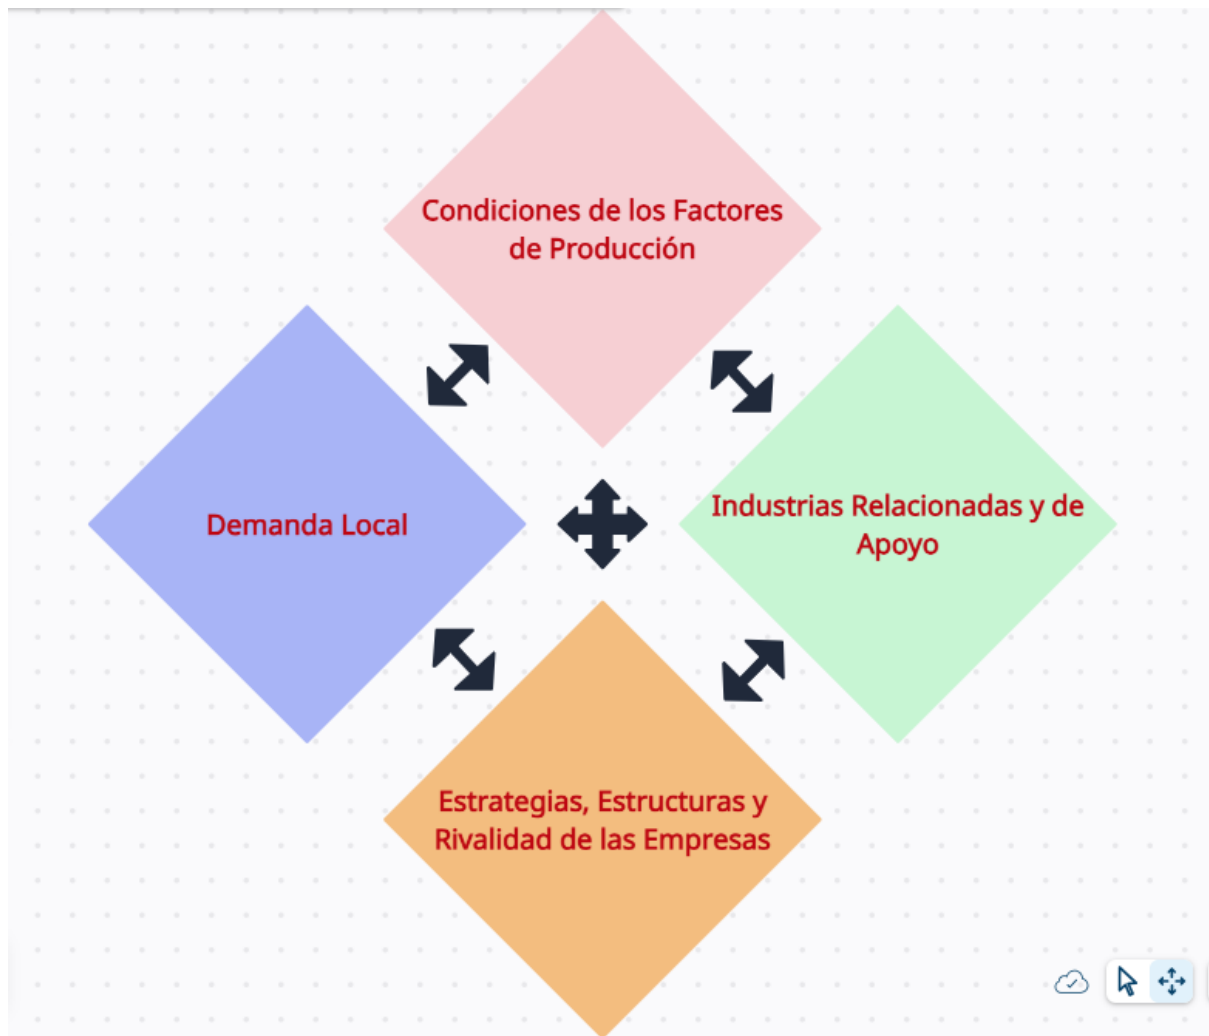 Condiciones de los Factores
de Producción
Demanda Local
Industrias Relacionadas y de
Apoyo
Estrategias, Estructuras y
Rivalidad de las Empresas